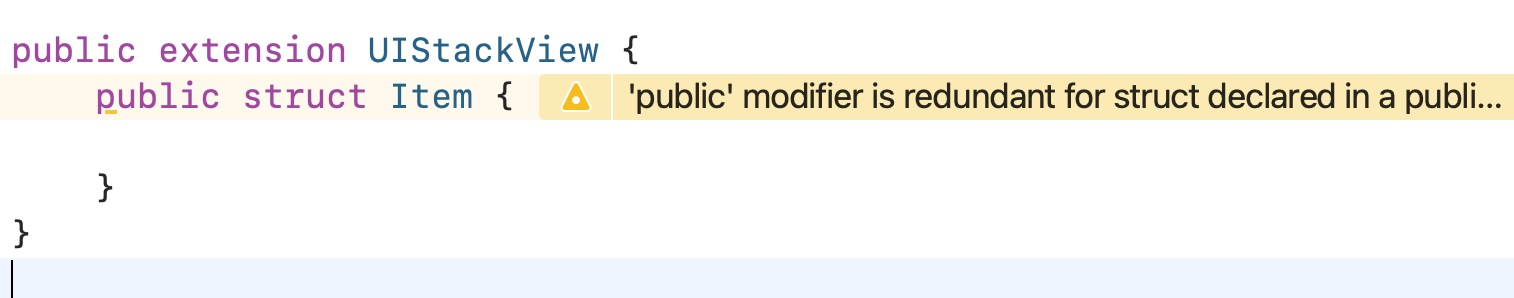 public extension UIStackView {
public struct Item { 'public' modifier is redundant for struct declared in a publi...
}
}